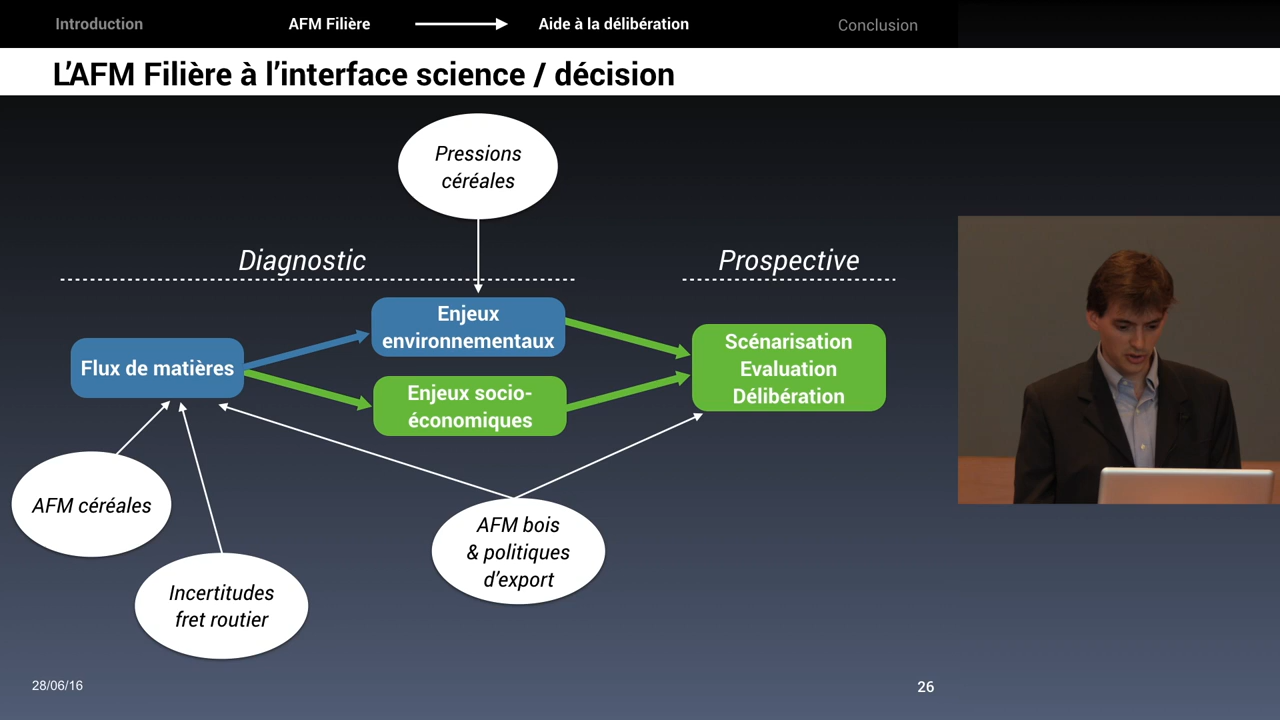 Introduction
AFM Filière
Aide à la délibération
Conclusion
L'AFM Filière à l'interface science / décision
Pressions
céréales
Diagnostic
Prospective
Enjeux
environnementaux
Flux de matières
Enjeux socio-
économiques
Scénarisation
Evaluation
Délibération
AFM céréales
Incertitudes
fret routier
AFM bois
& politiques
d'export
28/06/16
26